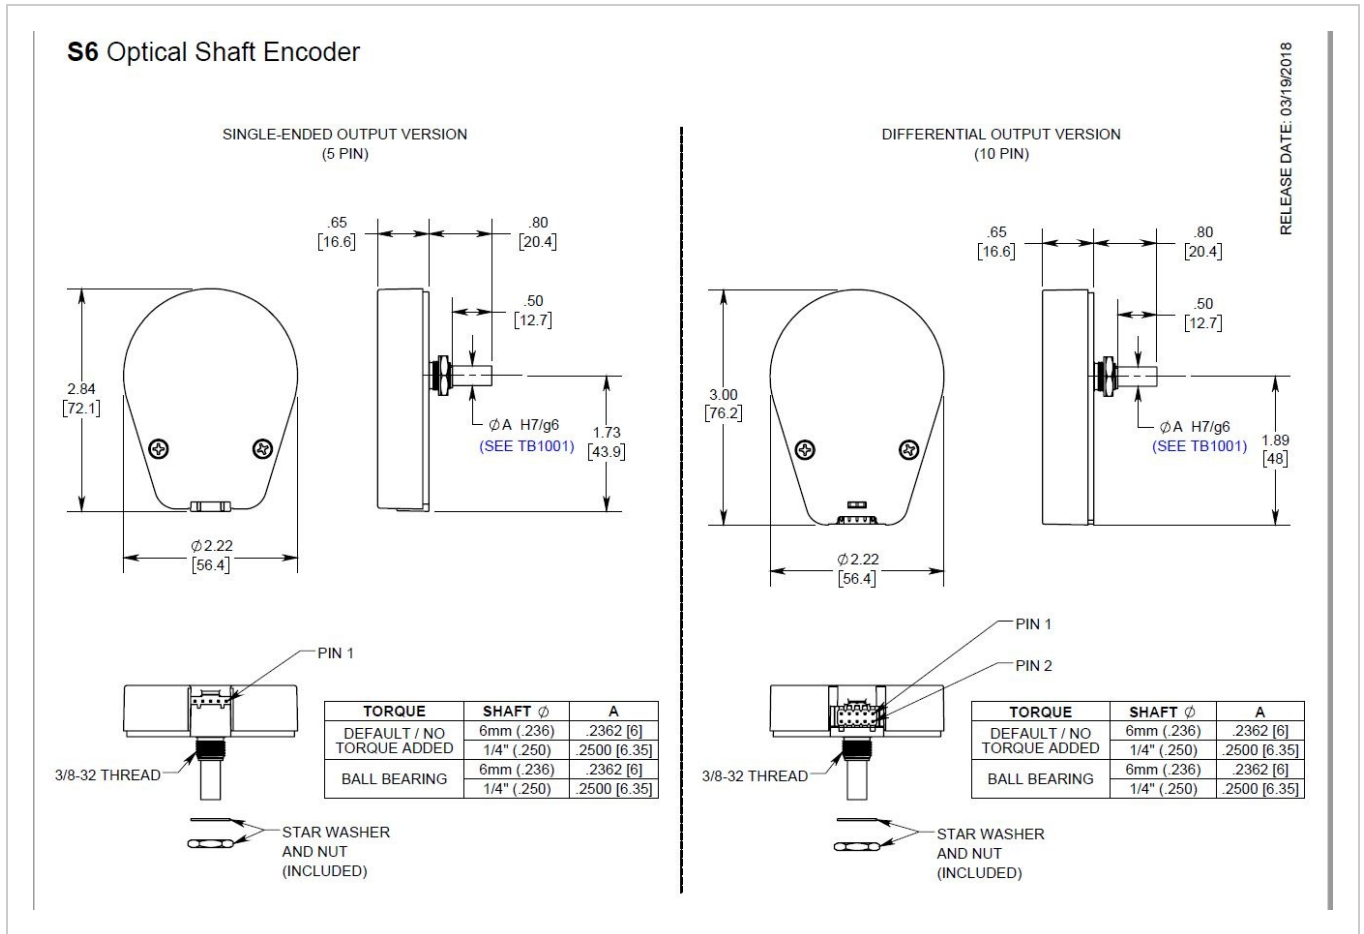 S6 Optical Shaft Encoder
RELEASE DATE: 03/19/2018
SINGLE-ENDED OUTPUT VERSION
(5 PIN)
.65
[16.6]
.80
[20.4]
.50
[12.7]
2.84
[72.1]
∅A H7/g6
(SEE TB1001)
1.73
[43.9]
∅2.22
[56.4]
PIN 1
3/8-32 THREAD
TORQUE SHAFT ∅ A
DEFAULT / NO TORQUE ADDED 6mm (.236) .2362 [6]
1/4" (.250) .2500 [6.35]
BALL BEARING 6mm (.236) .2362 [6]
1/4" (.250) .2500 [6.35]
STAR WASHER
AND NUT
(INCLUDED)
DIFFERENTIAL OUTPUT VERSION
(10 PIN)
.65
[16.6]
.80
[20.4]
.50
[12.7]
3.00
[76.2]
∅A H7/g6
(SEE TB1001)
1.89
[48]
∅2.22
[56.4]
PIN 1
PIN 2
3/8-32 THREAD
TORQUE SHAFT ∅ A
DEFAULT / NO TORQUE ADDED 6mm (.236) .2362 [6]
1/4" (.250) .2500 [6.35]
BALL BEARING 6mm (.236) .2362 [6]
1/4" (.250) .2500 [6.35]
STAR WASHER
AND NUT
(INCLUDED)